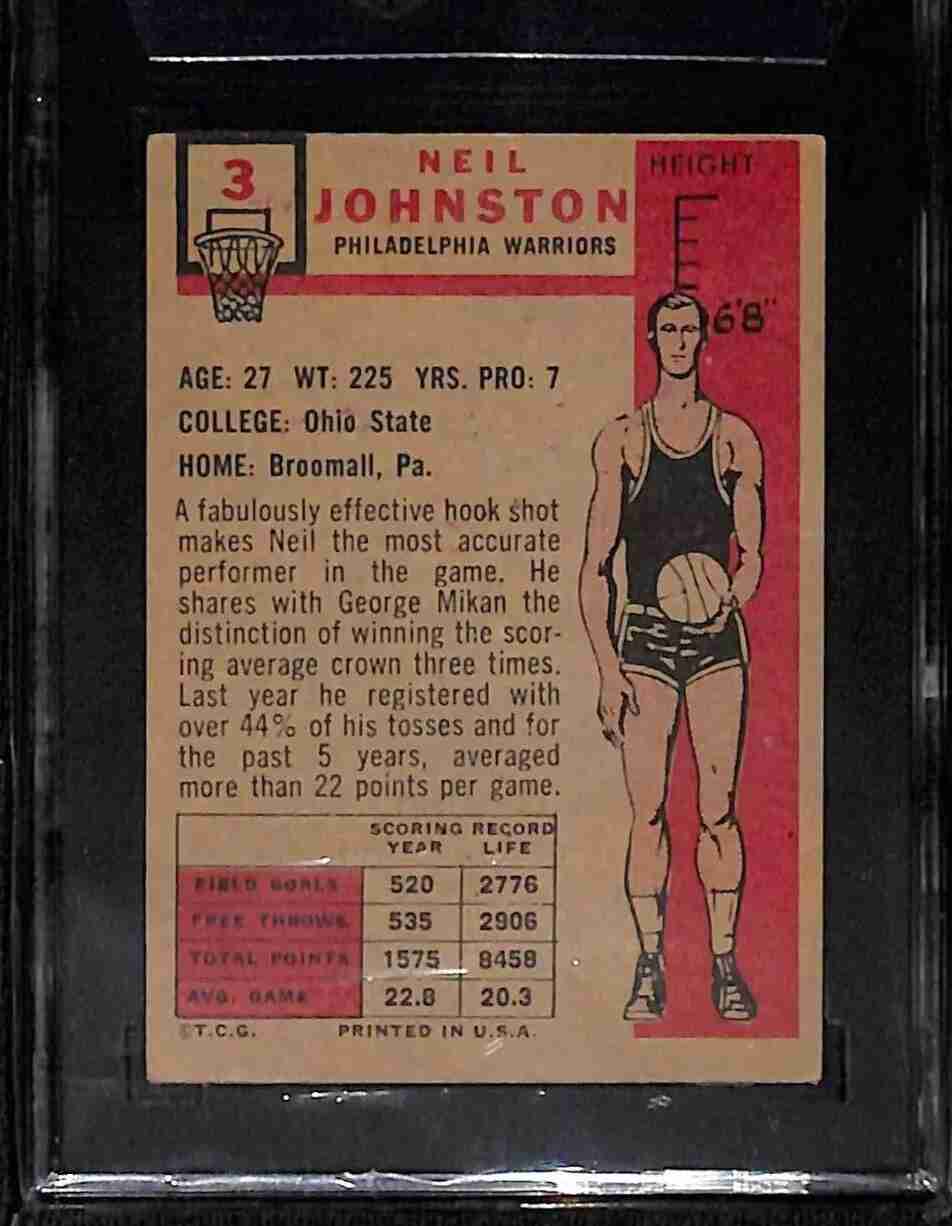 3
NEIL
JOHNSTON
PHILADELPHIA WARRIORS
HEIGHT
6'8"
AGE: 27 WT: 225 YRS. PRO: 7
COLLEGE: Ohio State
HOME: Broomall, Pa.
A fabulously effective hook shot
makes Neil the most accurate
performer in the game. He
shares with George Mikan the
distinction of winning the scor-
ing average crown three times.
Last year he registered with
over 44% of his tosses and for
the past 5 years, averaged
more than 22 points per game.
SCORING RECORD
YEAR LIFE
FIELD GOALS 520 2776
FREE THROWS 535 2906
TOTAL POINTS 1575 8458
AVG. GAME 22.8 20.3
©T.C.G. PRINTED IN U.S.A.